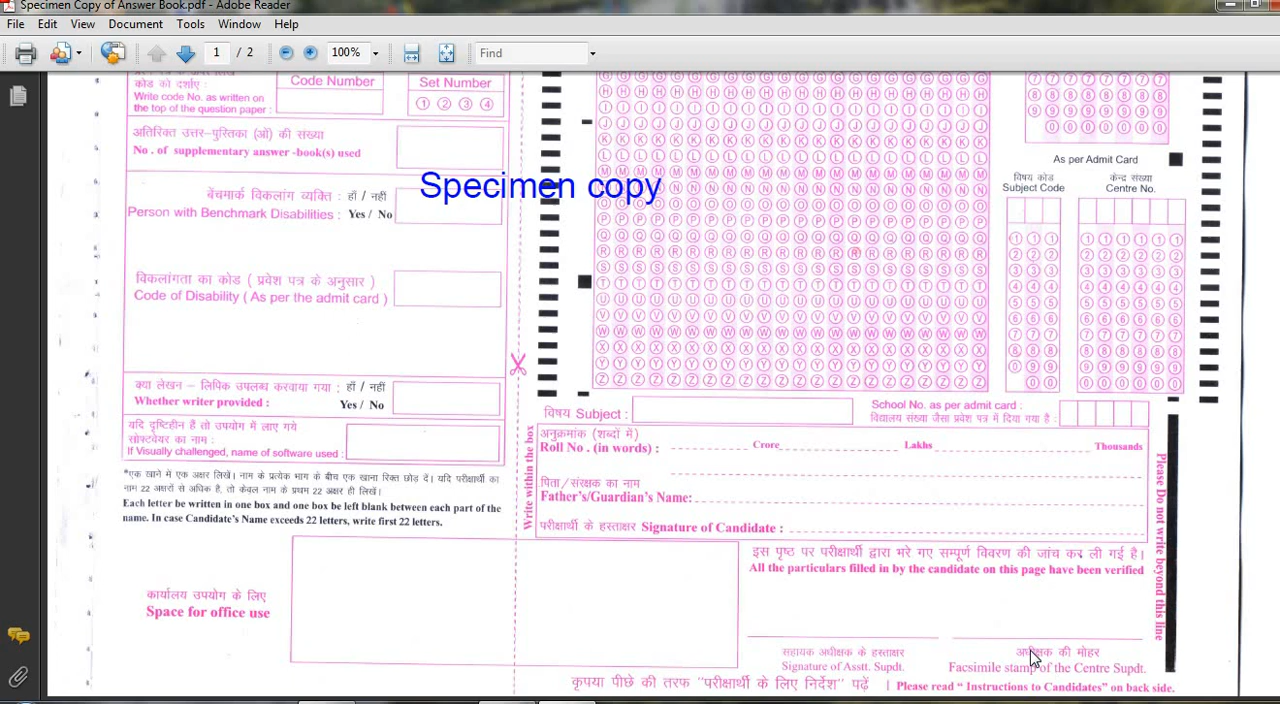 Specimen Copy of Answer Book.pdf - Adobe Reader
File Edit View Document Tools Window Help
1 / 2 100% Find
कोड को दर्शाएं :
Write code No. as written on
the top of the question paper :
Code Number
Set Number
1 2 3 4
अतिरिक्त उत्तर–पुस्तिका (ओं) की संख्या
No . of supplementary answer -book(s) used
Specimen copy
बेंचमार्क विकलांग व्यक्ति : हाँ / नहीं
Person with Benchmark Disabilities : Yes / No
विकलांगता का कोड ( प्रवेश पत्र के अनुसार )
Code of Disability ( As per the admit card )
क्या लेखन – लिपिक उपलब्ध करवाया गया : हाँ / नहीं
Whether writer provided : Yes / No
यदि दृष्टिहीन हैं तो उपयोग में लाए गये
सोफ्टवेयर का नाम :
If Visually challenged, name of software used :
*एक खाने में एक अक्षर लिखें। नाम के प्रत्येक भाग के बीच एक खाना रिक्त छोड़ दें। यदि परीक्षार्थी का
नाम 22 अक्षरों से अधिक है, तो केवल नाम के प्रथम 22 अक्षर ही लिखें।
Each letter be written in one box and one box be left blank between each part of the
name. In case Candidate's Name exceeds 22 letters, write first 22 letters.
As per Admit Card
विषय कोड
Subject Code
केन्द्र संख्या
Centre No.
विषय Subject :
School No. as per admit card :
विद्यालय संख्या जैसा प्रवेश पत्र में दिया गया है :
Write within the box
अनुक्रमांक (शब्दों में)
Roll No . (in words) : Crore Lakhs Thousands
पिता/संरक्षक का नाम
Father's/Guardian's Name:
परीक्षार्थी के हस्ताक्षर Signature of Candidate :
Please Do not write beyond this line
कार्यालय उपयोग के लिए
Space for office use
इस पृष्ठ पर परीक्षार्थी द्वारा भरे गए सम्पूर्ण विवरण की जांच कर ली गई है।
All the particulars filled in by the candidate on this page have been verified
सहायक अधीक्षक के हस्ताक्षर
Signature of Asstt. Supdt.
अधीक्षक की मोहर
Facsimile stamp of the Centre Supdt.
कृपया पीछे की तरफ "परीक्षार्थी के लिए निर्देश" पढ़ें | Please read " Instructions to Candidates" on back side.